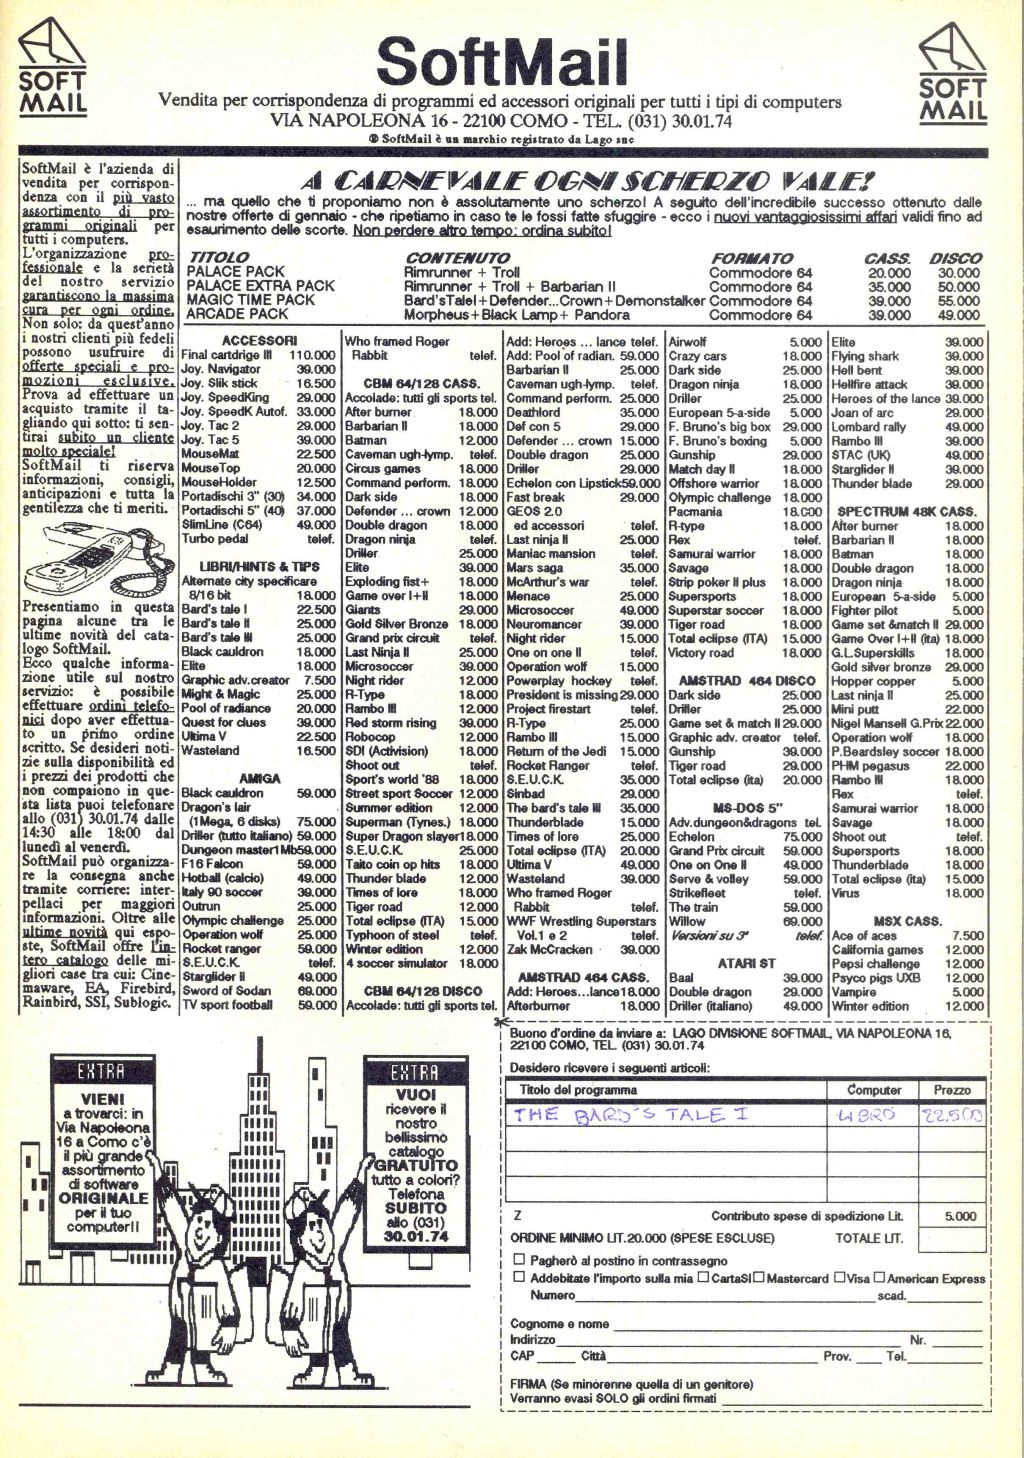 SOFT
MAIL
SoftMail
Vendita per corrispondenza di programmi ed accessori originali per tutti i tipi di computers
VIA NAPOLEONA 16 - 22100 COMO - TEL. (031) 30.01.74
® SoftMail è un marchio registrato da Lago snc
SOFT
MAIL
SoftMail è l'azienda di
vendita per corrispon-
denza con il più vasto
assortimento di pro-
grammi originali per
tutti i computers.
L'organizzazione pro-
fessionale e la serietà
del nostro servizio
garantiscono la massima
cura per ogni ordine.
Non solo: da quest'anno
i nostri clienti più fedeli
possono usufruire di
offerte speciali e pro-
mozioni esclusive.
Prova ad effettuare un
acquisto tramite il ta-
gliando qui sotto: ti sen-
tirai subito un cliente
molto speciale!
SoftMail ti riserva
informazioni, consigli,
anticipazioni e tutta la
gentilezza che ti meriti.
Presentiamo in questa
pagina alcune tra le
ultime novità del cata-
logo SoftMail.
Ecco qualche informa-
zione utile sul nostro
servizio: è possibile
effettuare ordini telefo-
nici dopo aver effettua-
to un primo ordine
scritto. Se desideri noti-
zie sulla disponibilità ed
i prezzi dei prodotti che
non compaiono in que-
sta lista puoi telefonare
allo (031) 30.01.74 dalle
14:30 alle 18:00 dal
lunedì al venerdì.
SoftMail può organizza-
re la consegna anche
tramite corriere: inter-
pellaci per maggiori
informazioni. Oltre alle
ultime novità qui espo-
ste, SoftMail offre l'in-
tero catalogo delle mi-
gliori case tra cui: Cine-
maware, EA, Firebird,
Rainbird, SSI, Sublogic.
A CARNEVALE OGNI SCHERZO VALE!
... ma quello che ti proponiamo non è assolutamente uno scherzo! A seguito dell'incredibile successo ottenuto dalle
nostre offerte di gennaio - che ripetiamo in caso te le fossi fatte sfuggire - ecco i nuovi vantaggiosissimi affari validi fino ad
esaurimento delle scorte. Non perdere altro tempo: ordina subito!
TITOLO CONTENUTO FORMATO CASS. DISCO
PALACE PACK Rimrunner + Troll Commodore 64 20.000 30.000
PALACE EXTRA PACK Rimrunner + Troll + Barbarian II Commodore 64 35.000 50.000
MAGIC TIME PACK Bard'sTaleI+Defender...Crown+Demonstalker Commodore 64 39.000 55.000
ARCADE PACK Morpheus+Black Lamp+ Pandora Commodore 64 39.000 49.000
ACCESSORI
Final cartdrige III 110.000
Joy. Navigator 39.000
Joy. Slik stick 16.500
Joy. SpeedKing 29.000
Joy. SpeedK Autof. 33.000
Joy. Tac 2 29.000
Joy. Tac 5 39.000
MouseMat 22.500
MouseTop 20.000
MouseHolder 12.500
Portadischi 3" (30) 34.000
Portadischi 5" (40) 37.000
SlimLine (C64) 49.000
Turbo pedal telef.
LIBRI/HINTS & TIPS
Alternate city specificare
8/16 bit 18.000
Bard's tale I 22.500
Bard's tale II 25.000
Bard's tale III 25.000
Black cauldron 18.000
Elite 18.000
Graphic adv.creator 7.500
Might & Magic 25.000
Pool of radiance 20.000
Quest for clues 39.000
Ultima V 22.500
Wasteland 16.500
AMIGA
Black cauldron 59.000
Dragon's lair
(1Mega, 6 disks) 75.000
Driller (tutto italiano) 59.000
Dungeon master1Mb59.000
F16 Falcon 59.000
Hotball (calcio) 49.000
Italy 90 soccer 39.000
Outrun 25.000
Olympic challenge 25.000
Operation wolf 25.000
Rocket ranger 59.000
S.E.U.C.K. telef.
Starglider II 49.000
Sword of Sodan 69.000
TV sport football 59.000
Who framed Roger
Rabbit telef.
CBM 64/128 CASS.
Accolade: tutti gli sports tel.
After burner 18.000
Barbarian II 18.000
Batman 12.000
Caveman ugh-lymp. telef.
Circus games 18.000
Command perform. 18.000
Dark side 18.000
Defender ... crown 12.000
Double dragon 18.000
Dragon ninja telef.
Driller 25.000
Elite 39.000
Exploding fist+ 18.000
Game over I+II 18.000
Giants 29.000
Gold Silver Bronze 18.000
Grand prix circuit telef.
Last Ninja II 25.000
Microsoccer 39.000
Night rider 12.000
R-Type 18.000
Rambo III 12.000
Red storm rising 39.000
Robocop 12.000
SDI (Activision) 18.000
Shoot out telef.
Sport's world '88 18.000
Street sport Soccer 12.000
Summer edition 12.000
Superman (Tynes.) 18.000
Super Dragon slayer18.000
S.E.U.C.K. 25.000
Taito coin op hits 18.000
Thunder blade 12.000
Times of lore 18.000
Tiger road 12.000
Total eclipse (ITA) 15.000
Typhoon of steel telef.
Winter edition 12.000
4 soccer simulator 18.000
CBM 64/128 DISCO
Accolade: tutti gli sports tel.
Add: Heroes ... lance telef.
Add: Pool of radian. 59.000
Barbarian II 25.000
Caveman ugh-lymp. telef.
Command perform. 25.000
Deathlord 35.000
Def con 5 29.000
Defender ... crown 15.000
Double dragon 25.000
Driller 29.000
Echelon con Lipstick59.000
Fast break 29.000
GEOS 2.0
ed accessori telef.
Last ninja II 25.000
Maniac mansion telef.
Mars saga 35.000
McArthur's war telef.
Menace 25.000
Microsoccer 49.000
Neuromancer 39.000
Night rider 15.000
One on one II telef.
Operation wolf 15.000
Powerplay hockey telef.
President is missing29.000
Project firestart telef.
R-Type 25.000
Rambo III 15.000
Return of the Jedi 15.000
Rocket Ranger telef.
S.E.U.C.K. 35.000
Sinbad 29.000
The bard's tale III 35.000
Thunderblade 15.000
Times of lore 25.000
Total eclipse (ITA) 20.000
Ultima V 49.000
Wasteland 39.000
Who framed Roger
Rabbit telef.
WWF Wrestling Superstars
Vol.1 e 2 telef.
Zak McCracken 39.000
AMSTRAD 464 CASS.
Add: Heroes...lance18.000
Afterburner 18.000
Airwolf 5.000
Crazy cars 18.000
Dark side 25.000
Dragon ninja 18.000
Driller 25.000
European 5-a-side 5.000
F. Bruno's big box 29.000
F. Bruno's boxing 5.000
Gunship 29.000
Match day II 18.000
Offshore warrior 18.000
Olympic challenge 18.000
Pacmania 18.000
R-type 18.000
Rex telef.
Samurai warrior 18.000
Savage 18.000
Strip poker II plus 18.000
Supersports 18.000
Superstar soccer 18.000
Tiger road 18.000
Total eclipse (ITA) 15.000
Victory road 18.000
AMSTRAD 464 DISCO
Dark side 25.000
Driller 25.000
Game set & match II 29.000
Graphic adv. creator telef.
Gunship 39.000
Tiger road 29.000
Total eclipse (ita) 20.000
MS-DOS 5"
Adv.dungeon&dragons tel.
Echelon 75.000
Grand Prix circuit 59.000
One on One II 49.000
Serve & volley 59.000
Strikefleet telef.
The train 59.000
Willow 69.000
Versioni su 3" telef.
ATARI ST
Baal 39.000
Double dragon 29.000
Driller (italiano) 49.000
Elite 39.000
Flying shark 39.000
Hell bent 39.000
Hellfire attack 39.000
Heroes of the lance 39.000
Joan of arc 29.000
Lombard rally 49.000
Rambo III 39.000
STAC (UK) 49.000
Starglider II 39.000
Thunder blade 29.000
SPECTRUM 48K CASS.
After burner 18.000
Barbarian II 18.000
Batman 18.000
Double dragon 18.000
Dragon ninja 18.000
European 5-a-side 5.000
Fighter pilot 5.000
Game set &match II 29.000
Game Over I+II (ita) 18.000
G.L.Superskills 18.000
Gold silver bronze 29.000
Hopper copper 5.000
Last ninja II 25.000
Mini putt 22.000
Nigel Mansell G.Prix22.000
Operation wolf 18.000
P.Beardsley soccer 18.000
PHM pegasus 22.000
Rambo III 18.000
Rex telef.
Samurai warrior 18.000
Savage 18.000
Shoot out telef.
Supersports 18.000
Thunderblade 18.000
Total eclipse (ita) 15.000
Virus 18.000
MSX CASS.
Ace of aces 7.500
California games 12.000
Pepsi challenge 12.000
Psyco pigs UXB 12.000
Vampire 5.000
Winter edition 12.000
EXTRA
VIENI
a trovarci: in
Via Napoleona
16 a Como c'è
il più grande
assortimento
di software
ORIGINALE
per il tuo
computer!!
EXTRA
VUOI
ricevere il
nostro
bellissimo
catalogo
GRATUITO
tutto a colori?
Telefona
SUBITO
allo (031)
30.01.74
Buono d'ordine da inviare a: LAGO DIVISIONE SOFTMAIL, VIA NAPOLEONA 16,
22100 COMO, TEL. (031) 30.01.74
Desidero ricevere i seguenti articoli:
Titolo del programma Computer Prezzo
THE BARD'S TALE I LIBRO 22.500
Z Contributo spese di spedizione Lit. 5.000
ORDINE MINIMO LIT.20.000 (SPESE ESCLUSE) TOTALE LIT.
Pagherò al postino in contrassegno
Addebitate l'importo sulla mia CartaSI Mastercard Visa American Express
Numero scad.
Cognome e nome
Indirizzo Nr.
CAP Città Prov. Tel.
FIRMA (Se minorenne quella di un genitore)
Verranno evasi SOLO gli ordini firmati